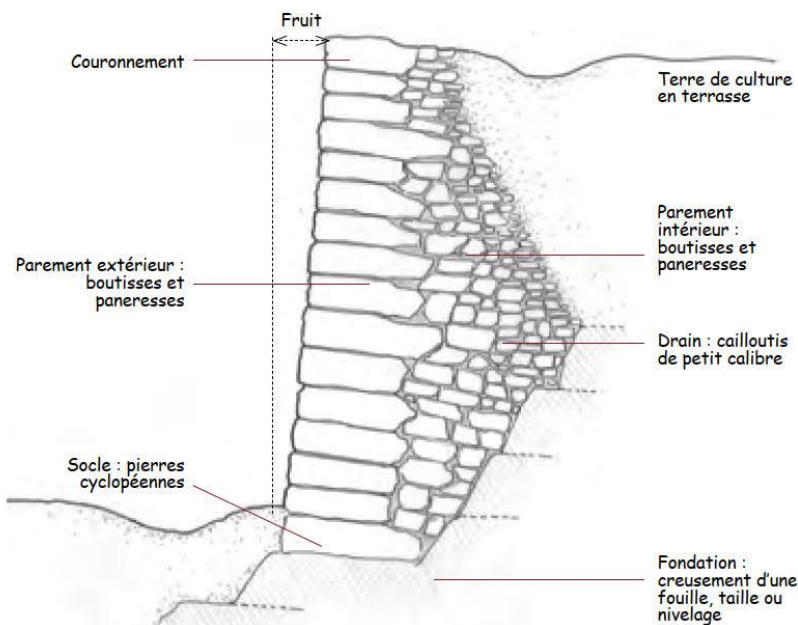 Fruit
Couronnement
Terre de culture
en terrasse
Parement
intérieur :
boutisses et
paneresses
Parement extérieur :
boutisses et
paneresses
Drain : cailloutis
de petit calibre
Socle : pierres
cyclopéennes
Fondation :
creusement d'une
fouille, taille ou
nivelage